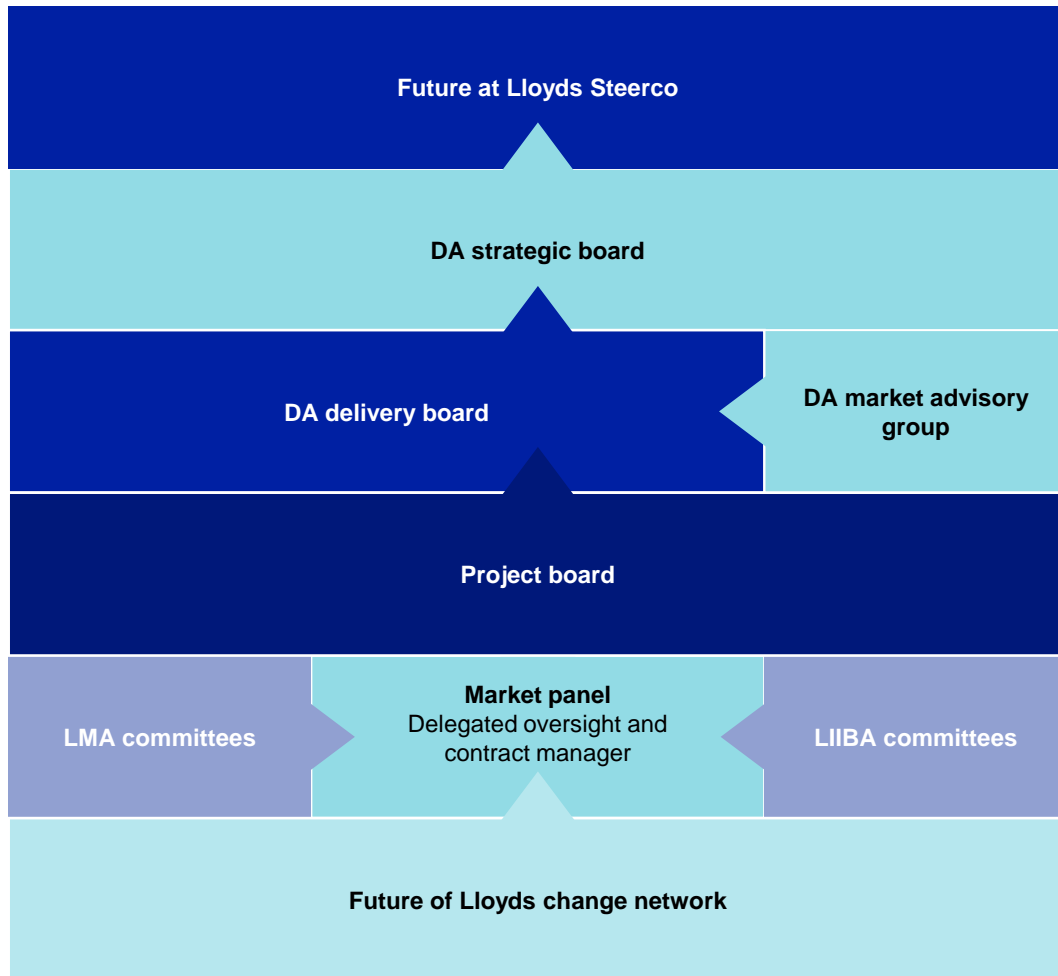 Future at Lloyds Steerco
DA strategic board
DA delivery board
DA market advisory
group
Project board
LMA committees
Market panel
Delegated oversight and
contract manager
LIIBA committees
Future of Lloyds change network